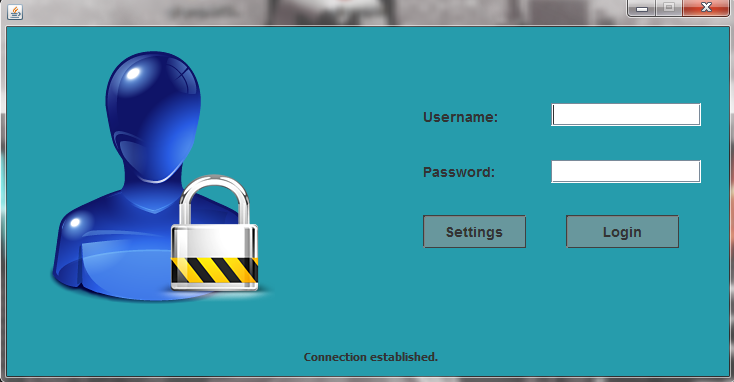 Username:
Password:
Settings
Login
Connection established.